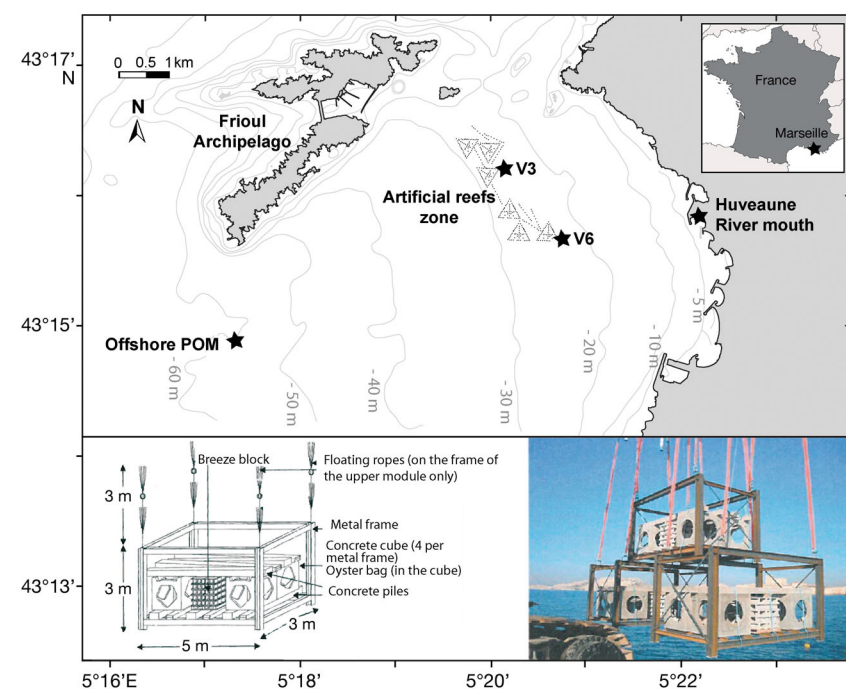 43°17'
N
0 0.5 1 km
N
Frioul
Archipelago
France
Marseille
V3
Artificial reefs
zone
V6
Huveaune
River mouth
43°15'
Offshore POM
- 60 m
- 50 m
- 40 m
- 30 m
- 20 m
- 10 m
- 5 m
Breeze block
Floating ropes (on the frame of
the upper module only)
3 m
Metal frame
Concrete cube (4 per
metal frame)
Oyster bag (in the cube)
Concrete piles
3 m
3 m
5 m
43°13'
5°16'E
5°18'
5°20'
5°22'